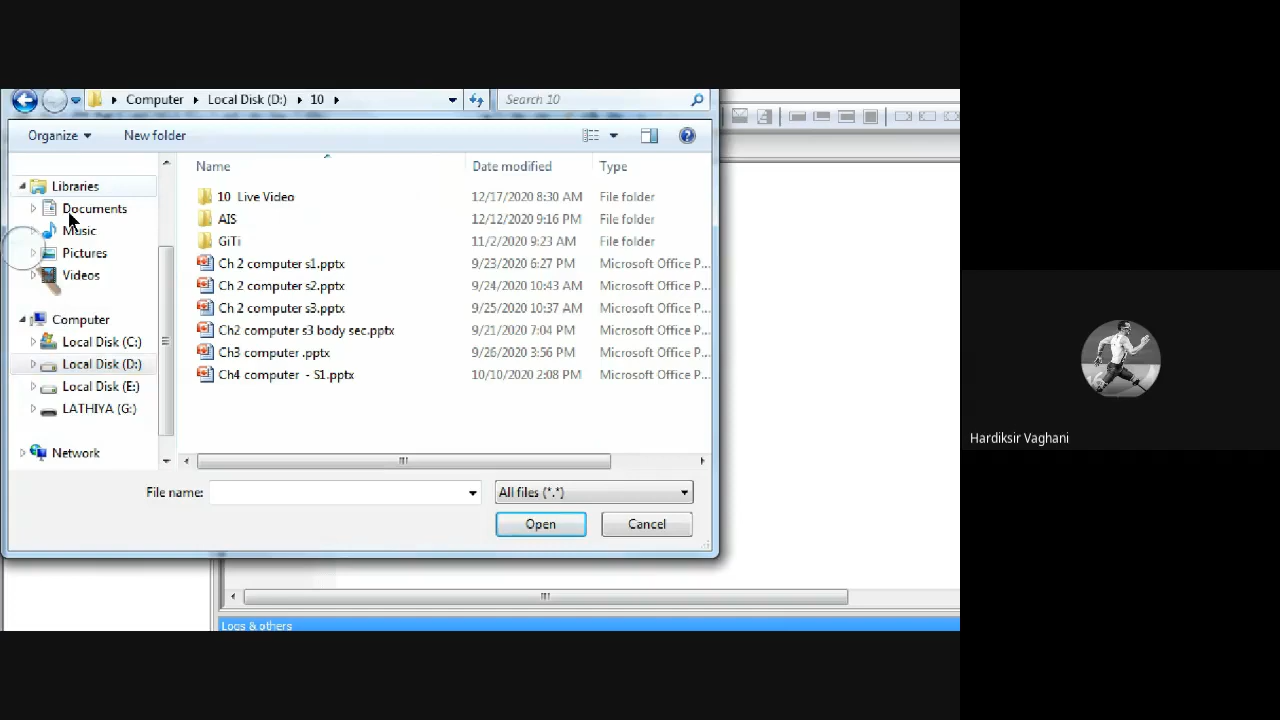 Computer Local Disk (D:) 10 Search 10
Organize New folder
Name Date modified Type
Libraries
Documents
Music
Pictures
Videos
Computer
Local Disk (C:)
Local Disk (D:)
Local Disk (E:)
LATHIYA (G:)
Network
10 Live Video 12/17/2020 8:30 AM File folder
AIS 12/12/2020 9:16 PM File folder
GiTi 11/2/2020 9:23 AM File folder
Ch 2 computer s1.pptx 9/23/2020 6:27 PM Microsoft Office P...
Ch 2 computer s2.pptx 9/24/2020 10:43 AM Microsoft Office P...
Ch 2 computer s3.pptx 9/25/2020 10:37 AM Microsoft Office P...
Ch2 computer s3 body sec.pptx 9/21/2020 7:04 PM Microsoft Office P...
Ch3 computer .pptx 9/26/2020 3:56 PM Microsoft Office P...
Ch4 computer - S1.pptx 10/10/2020 2:08 PM Microsoft Office P...
File name: All files (*.*)
Open Cancel
Logs & others
Hardiksir Vaghani